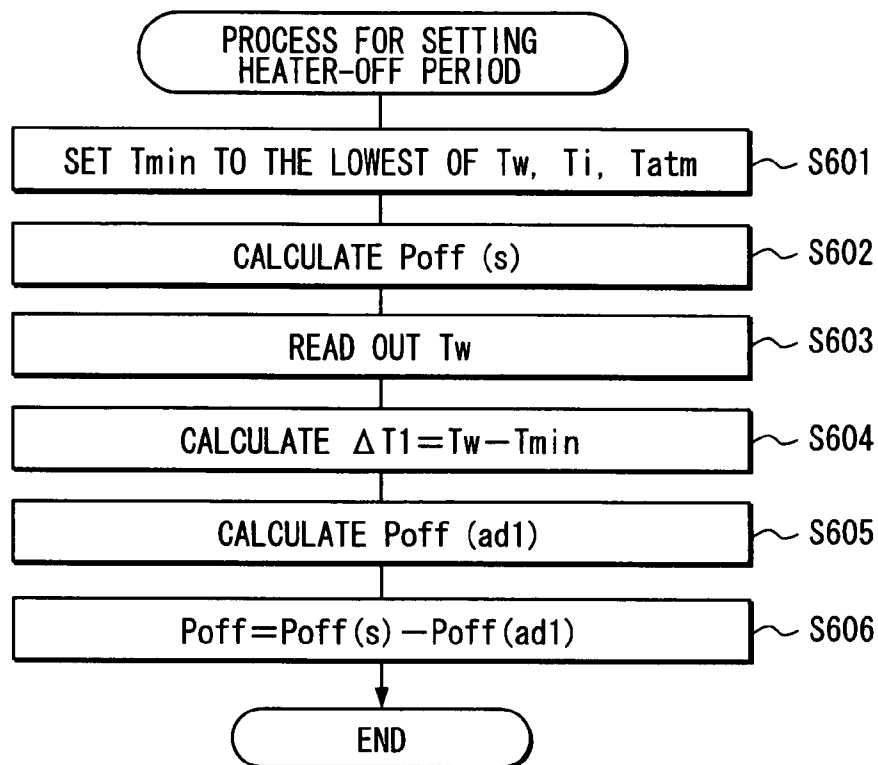 PROCESS FOR SETTING
HEATER-OFF PERIOD
SET Tmin TO THE LOWEST OF Tw, Ti, Tatm
S601
CALCULATE Poff (s)
S602
READ OUT Tw
S603
CALCULATE ΔT1=Tw-Tmin
S604
CALCULATE Poff (ad1)
S605
Poff=Poff(s)-Poff(ad1)
S606
END